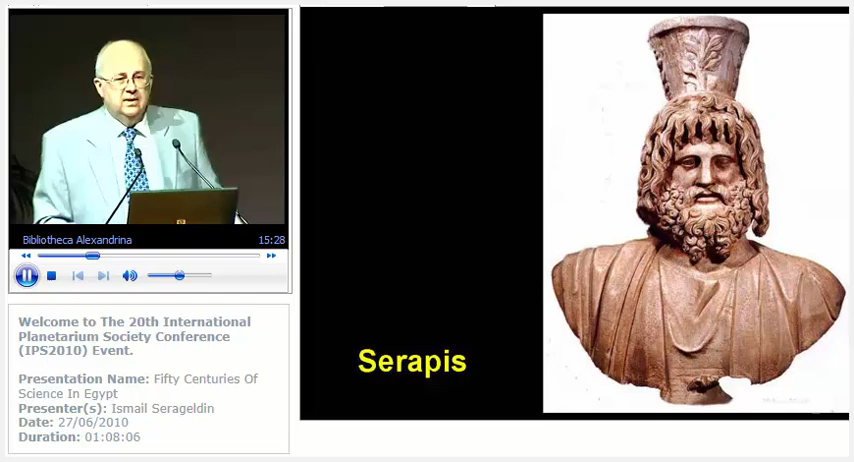 Bibliotheca Alexandrina 15:28
Welcome to The 20th International
Planetarium Society Conference
(IPS2010) Event.
Presentation Name: Fifty Centuries Of
Science In Egypt
Presenter(s): Ismail Serageldin
Date: 27/06/2010
Duration: 01:08:06
Serapis